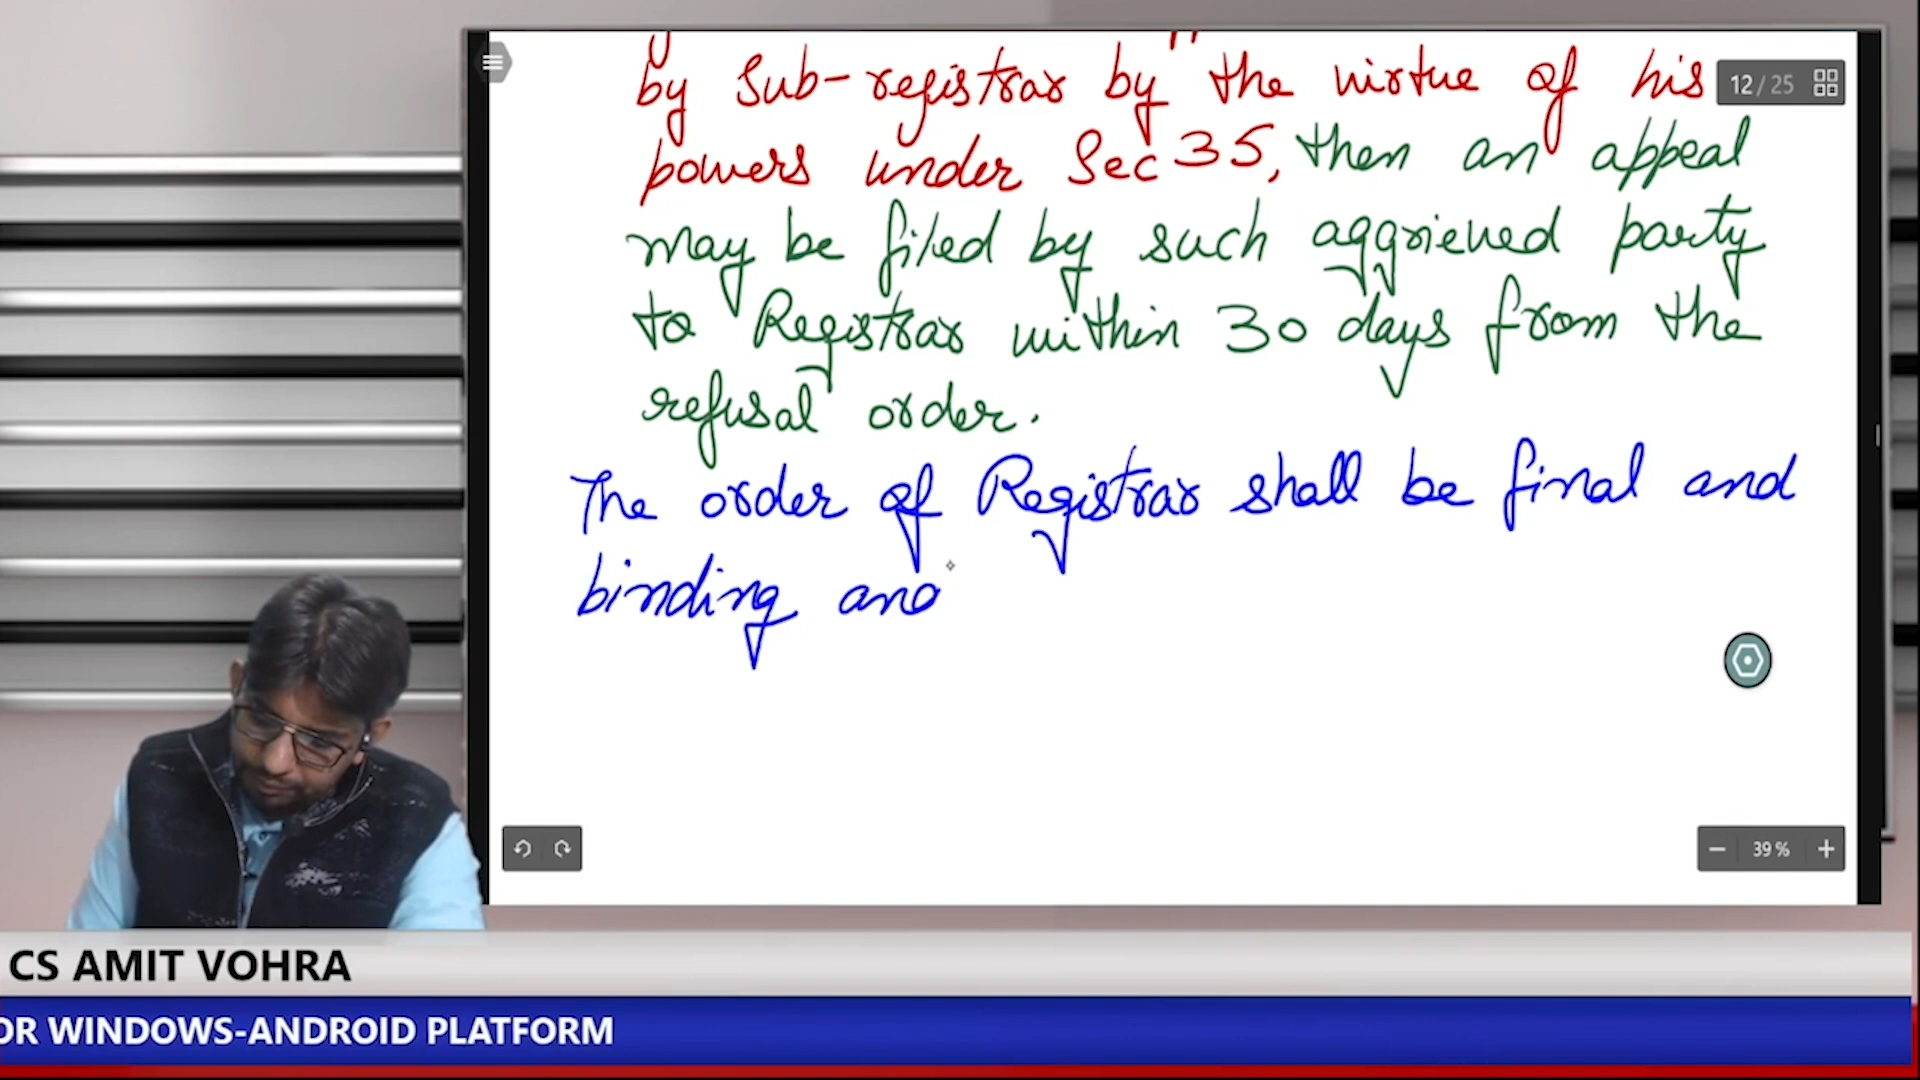 by Sub-registrar by the virtue of his
12 / 25
powers under Sec 35, then an appeal
may be filed by such aggrieved party
to Registrar within 30 days from the
refusal order.
The order of Registrar shall be final and
binding and
39 %
CS AMIT VOHRA
OR WINDOWS-ANDROID PLATFORM